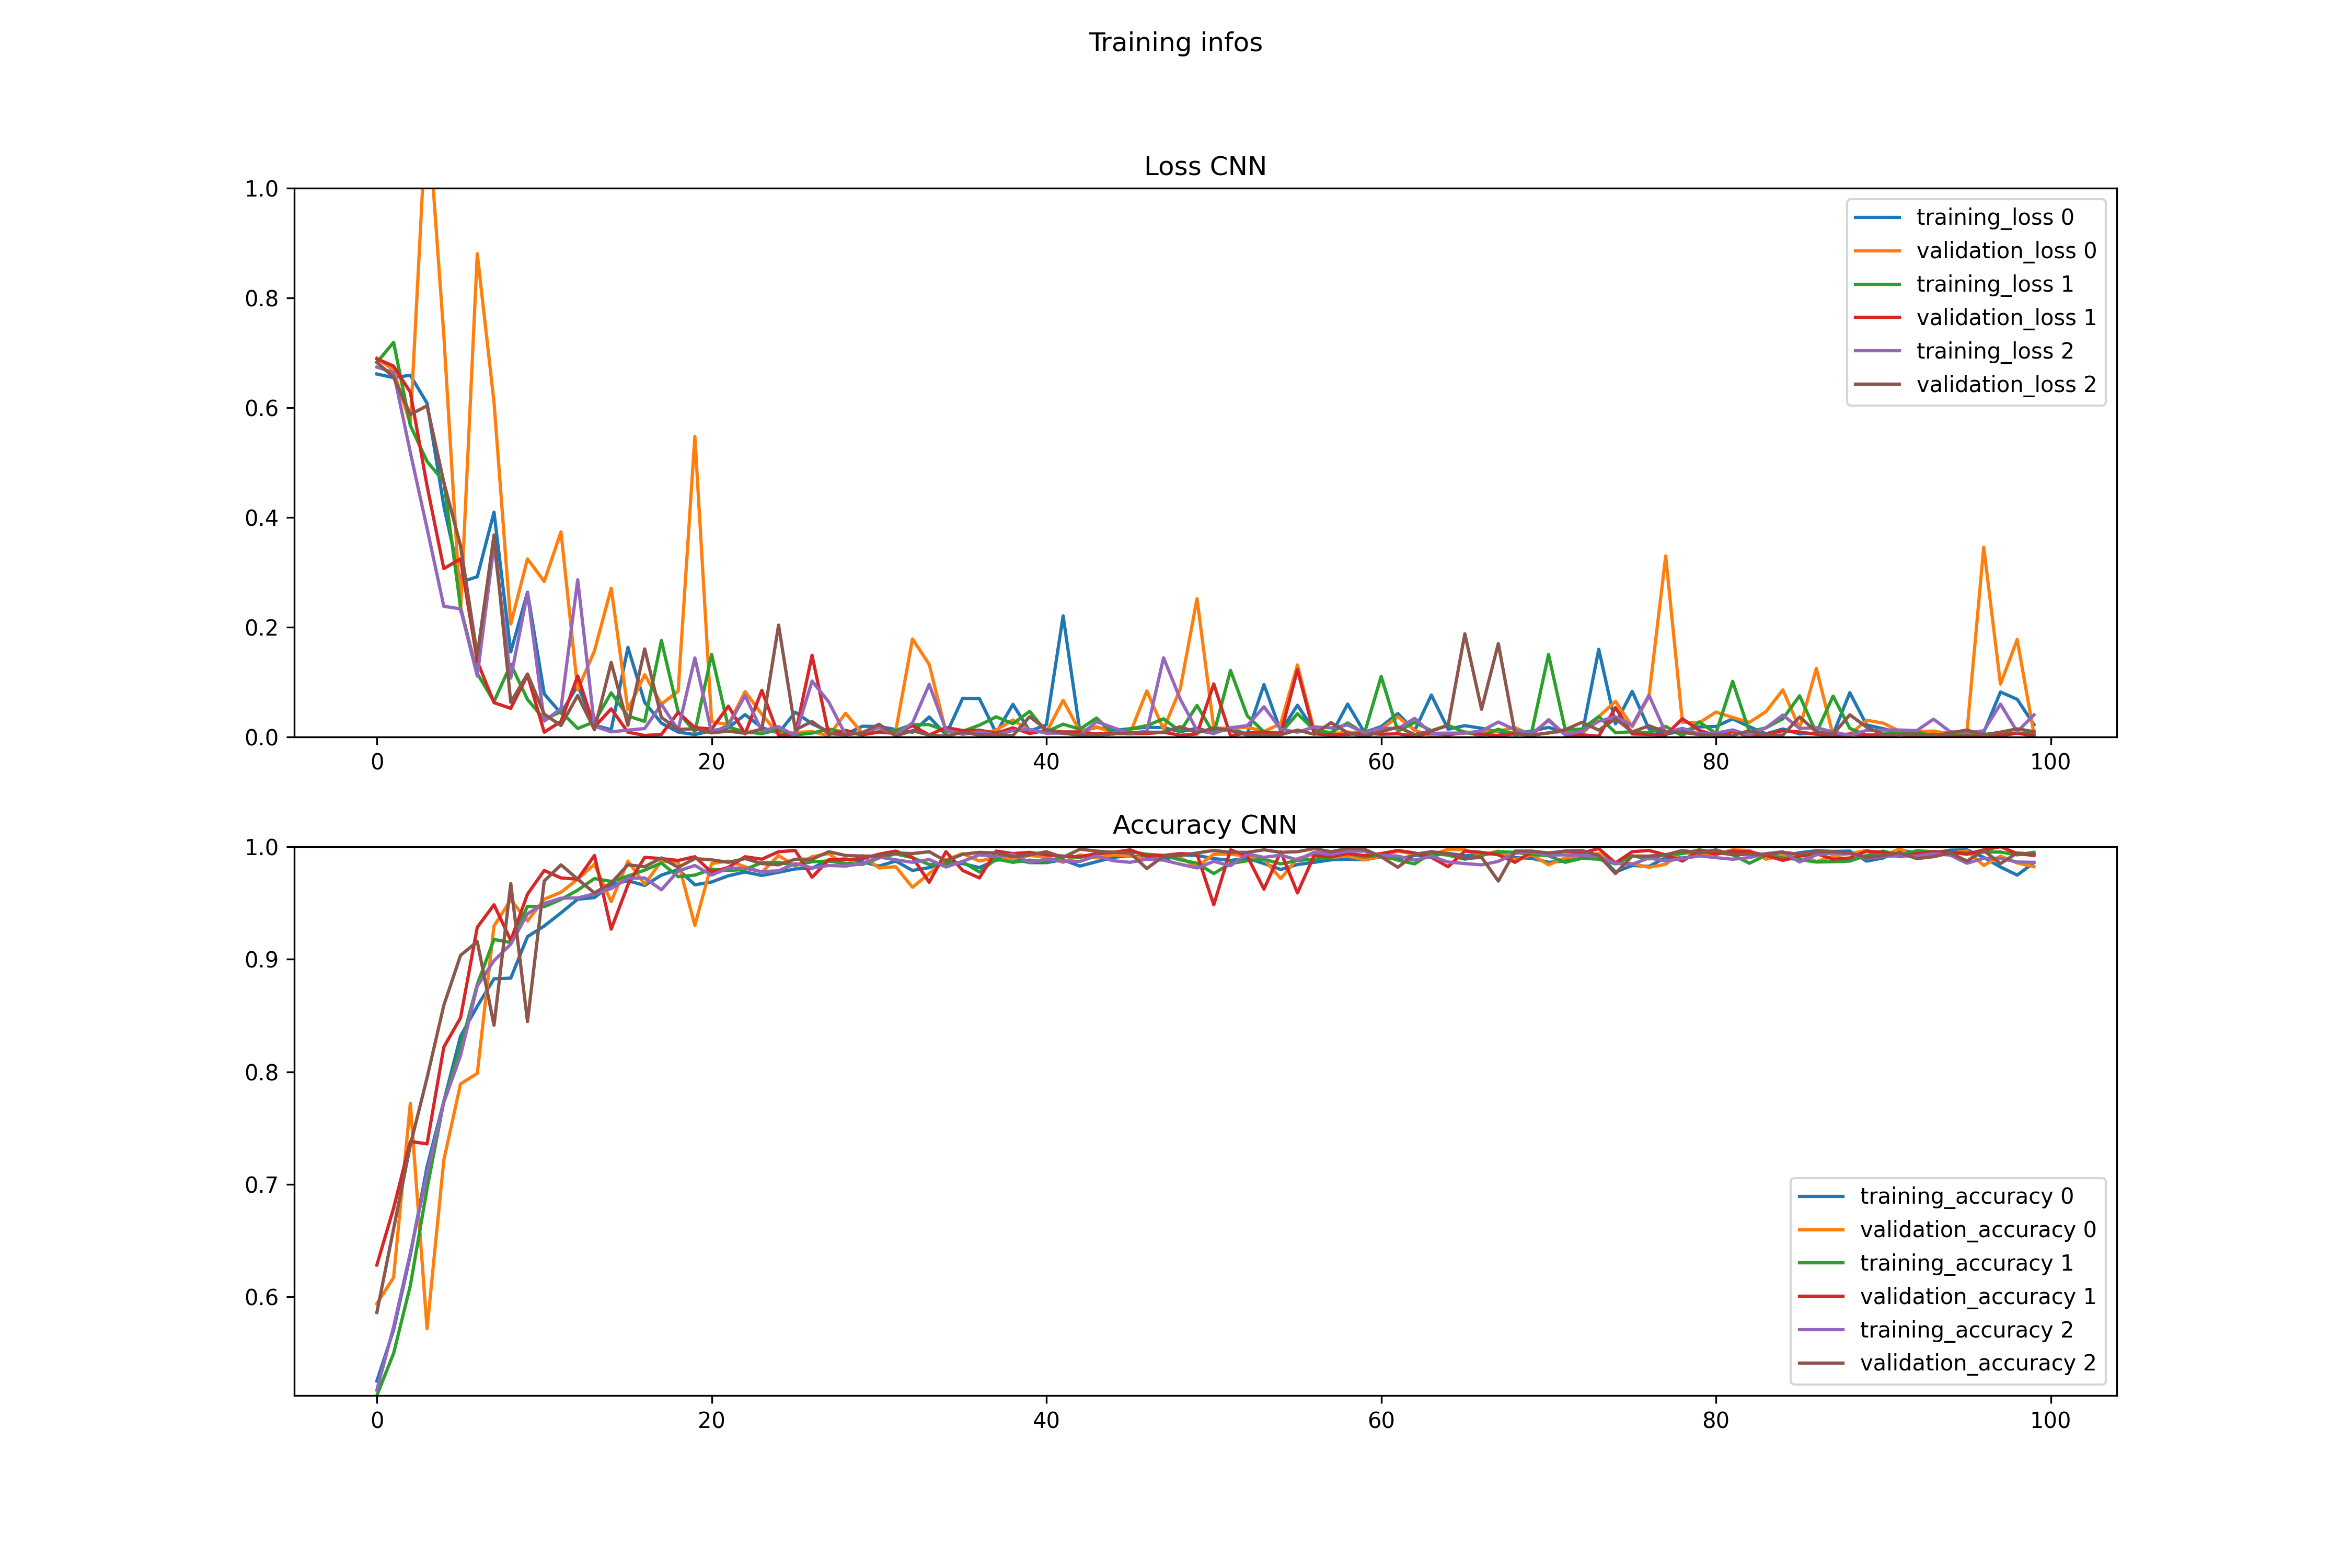 Training infos
Loss CNN
1.0
0.8
0.6
0.4
0.2
0.0
training_loss 0
validation_loss 0
training_loss 1
validation_loss 1
training_loss 2
validation_loss 2
0 20 40 60 80 100
Accuracy CNN
1.0
0.9
0.8
0.7
0.6
training_accuracy 0
validation_accuracy 0
training_accuracy 1
validation_accuracy 1
training_accuracy 2
validation_accuracy 2
0 20 40 60 80 100